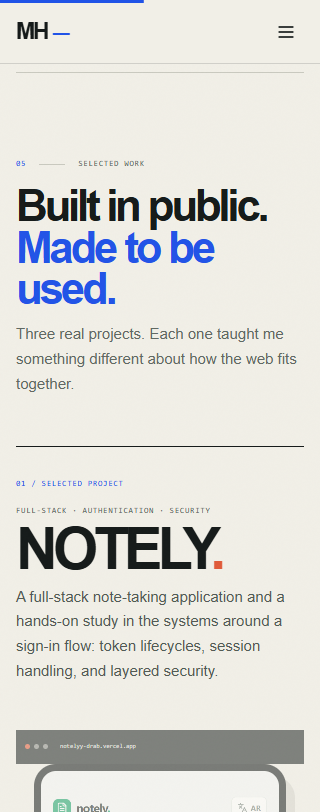 MH —
05 —— SELECTED WORK
Built in public.
Made to be
used.
Three real projects. Each one taught me
something different about how the web fits
together.
01 / SELECTED PROJECT
FULL-STACK · AUTHENTICATION · SECURITY
NOTELY.
A full-stack note-taking application and a
hands-on study in the systems around a
sign-in flow: token lifecycles, session
handling, and layered security.
notelyy-drab.vercel.app
notely.
AR